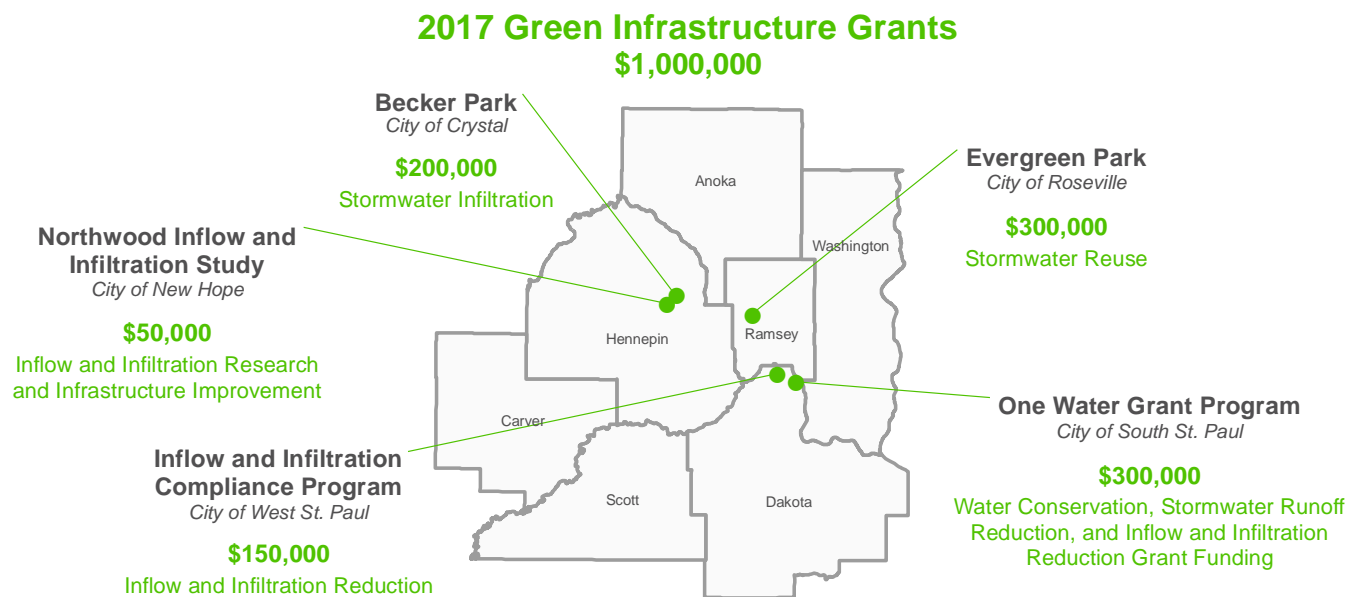 2017 Green Infrastructure Grants
$1,000,000
Becker Park
City of Crystal
$200,000
Stormwater Infiltration
Northwood Inflow and
Infiltration Study
City of New Hope
$50,000
Inflow and Infiltration Research
and Infrastructure Improvement
Inflow and Infiltration
Compliance Program
City of West St. Paul
$150,000
Inflow and Infiltration Reduction
Anoka
Washington
Hennepin
Ramsey
Carver
Scott
Dakota
Evergreen Park
City of Roseville
$300,000
Stormwater Reuse
One Water Grant Program
City of South St. Paul
$300,000
Water Conservation, Stormwater Runoff
Reduction, and Inflow and Infiltration
Reduction Grant Funding